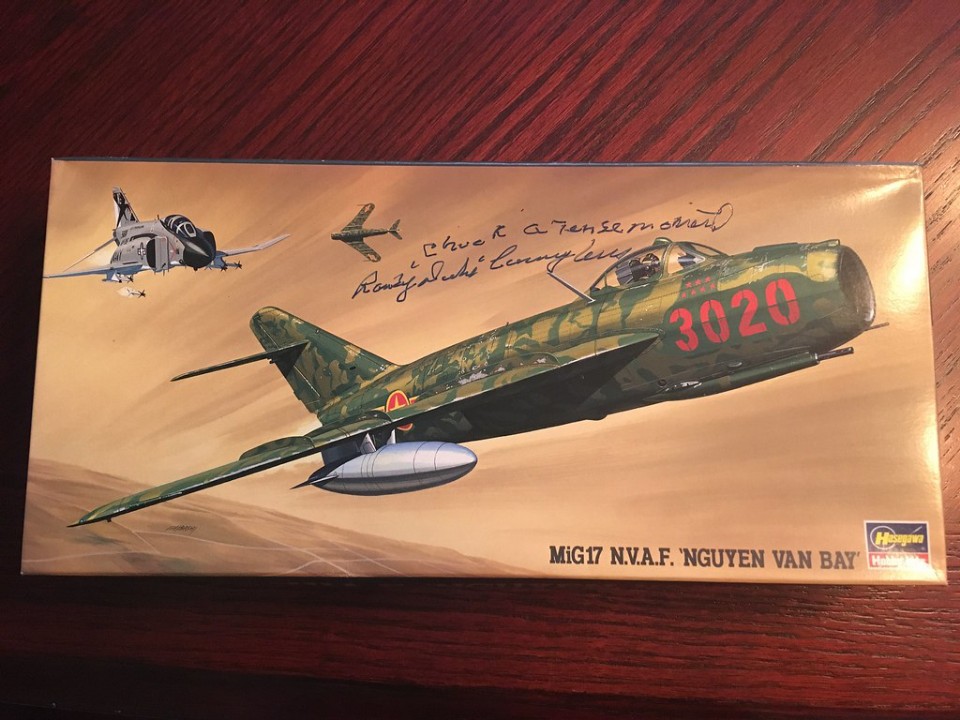 "Chuck" a Tense moment
Randy "Duke" Cunningham
3020
MiG17 N.V.A.F. 'NGUYEN VAN BAY'
Hasegawa